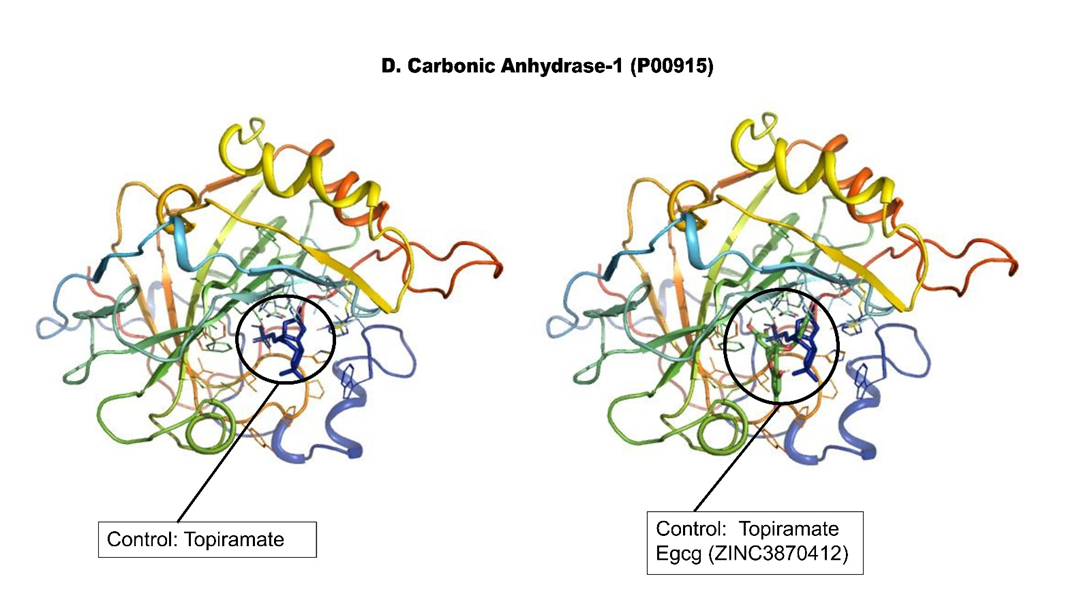 D. Carbonic Anhydrase-1 (P00915)
Control: Topiramate
Control:  Topiramate
Egcg (ZINC3870412)